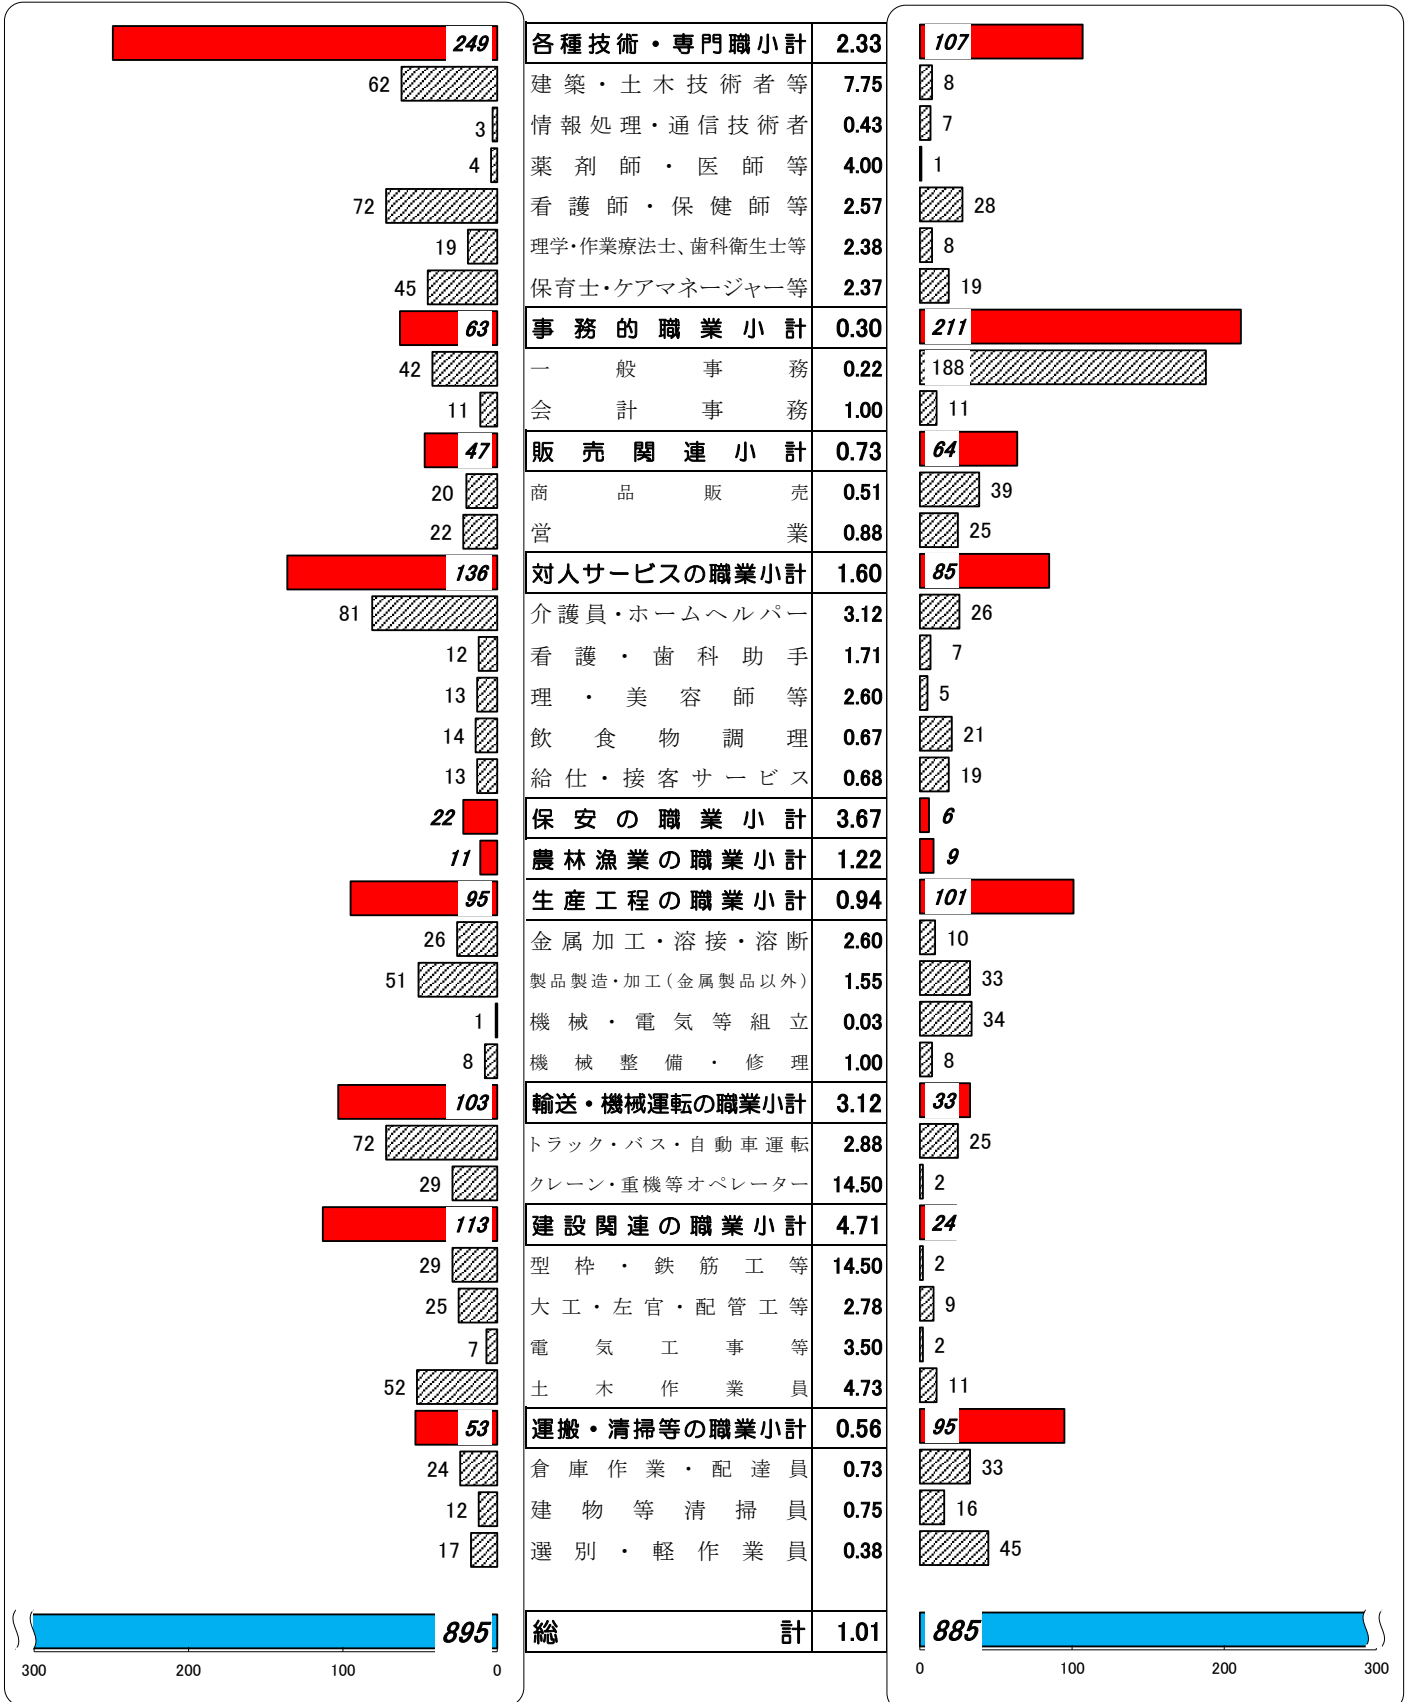 249 各種技術・専門職小計 2.33 107
62 建築・土木技術者等 7.75 8
3 情報処理・通信技術者 0.43 7
4 薬剤師・医師等 4.00 1
72 看護師・保健師等 2.57 28
19 理学・作業療法士、歯科衛生士等 2.38 8
45 保育士・ケアマネージャー等 2.37 19
63 事務的職業小計 0.30 211
42 一般事務 0.22 188
11 会計事務 1.00 11
47 販売関連小計 0.73 64
20 商品販売 0.51 39
22 営業 0.88 25
136 対人サービスの職業小計 1.60 85
81 介護員・ホームヘルパー 3.12 26
12 看護・歯科助手 1.71 7
13 理・美容師等 2.60 5
14 飲食物調理 0.67 21
13 給仕・接客サービス 0.68 19
22 保安の職業小計 3.67 6
11 農林漁業の職業小計 1.22 9
95 生産工程の職業小計 0.94 101
26 金属加工・溶接・溶断 2.60 10
51 製品製造・加工(金属製品以外) 1.55 33
1 機械・電気等組立 0.03 34
8 機械整備・修理 1.00 8
103 輸送・機械運転の職業小計 3.12 33
72 トラック・バス・自動車運転 2.88 25
29 クレーン・重機等オペレーター 14.50 2
113 建設関連の職業小計 4.71 24
29 型枠・鉄筋工等 14.50 2
25 大工・左官・配管工等 2.78 9
7 電気工事等 3.50 2
52 土木作業員 4.73 11
53 運搬・清掃等の職業小計 0.56 95
24 倉庫作業・配達員 0.73 33
12 建物等清掃員 0.75 16
17 選別・軽作業員 0.38 45
895 総計 1.01 885
300 200 100 0 0 100 200 300